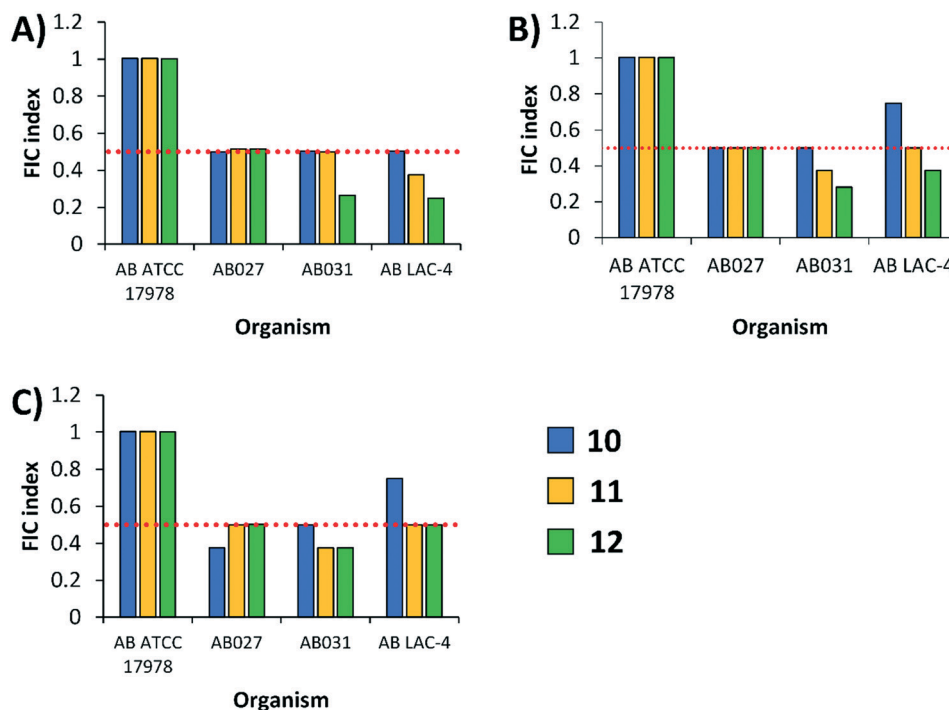 A)
1.2
1
0.8
0.6
0.4
0.2
0
FIC index
AB ATCC
17978
AB027
AB031
AB LAC-4
Organism
B)
1.2
1
0.8
0.6
0.4
0.2
0
FIC index
AB ATCC
17978
AB027
AB031
AB LAC-4
Organism
C)
1.2
1
0.8
0.6
0.4
0.2
0
FIC index
AB ATCC
17978
AB027
AB031
AB LAC-4
Organism
10
11
12